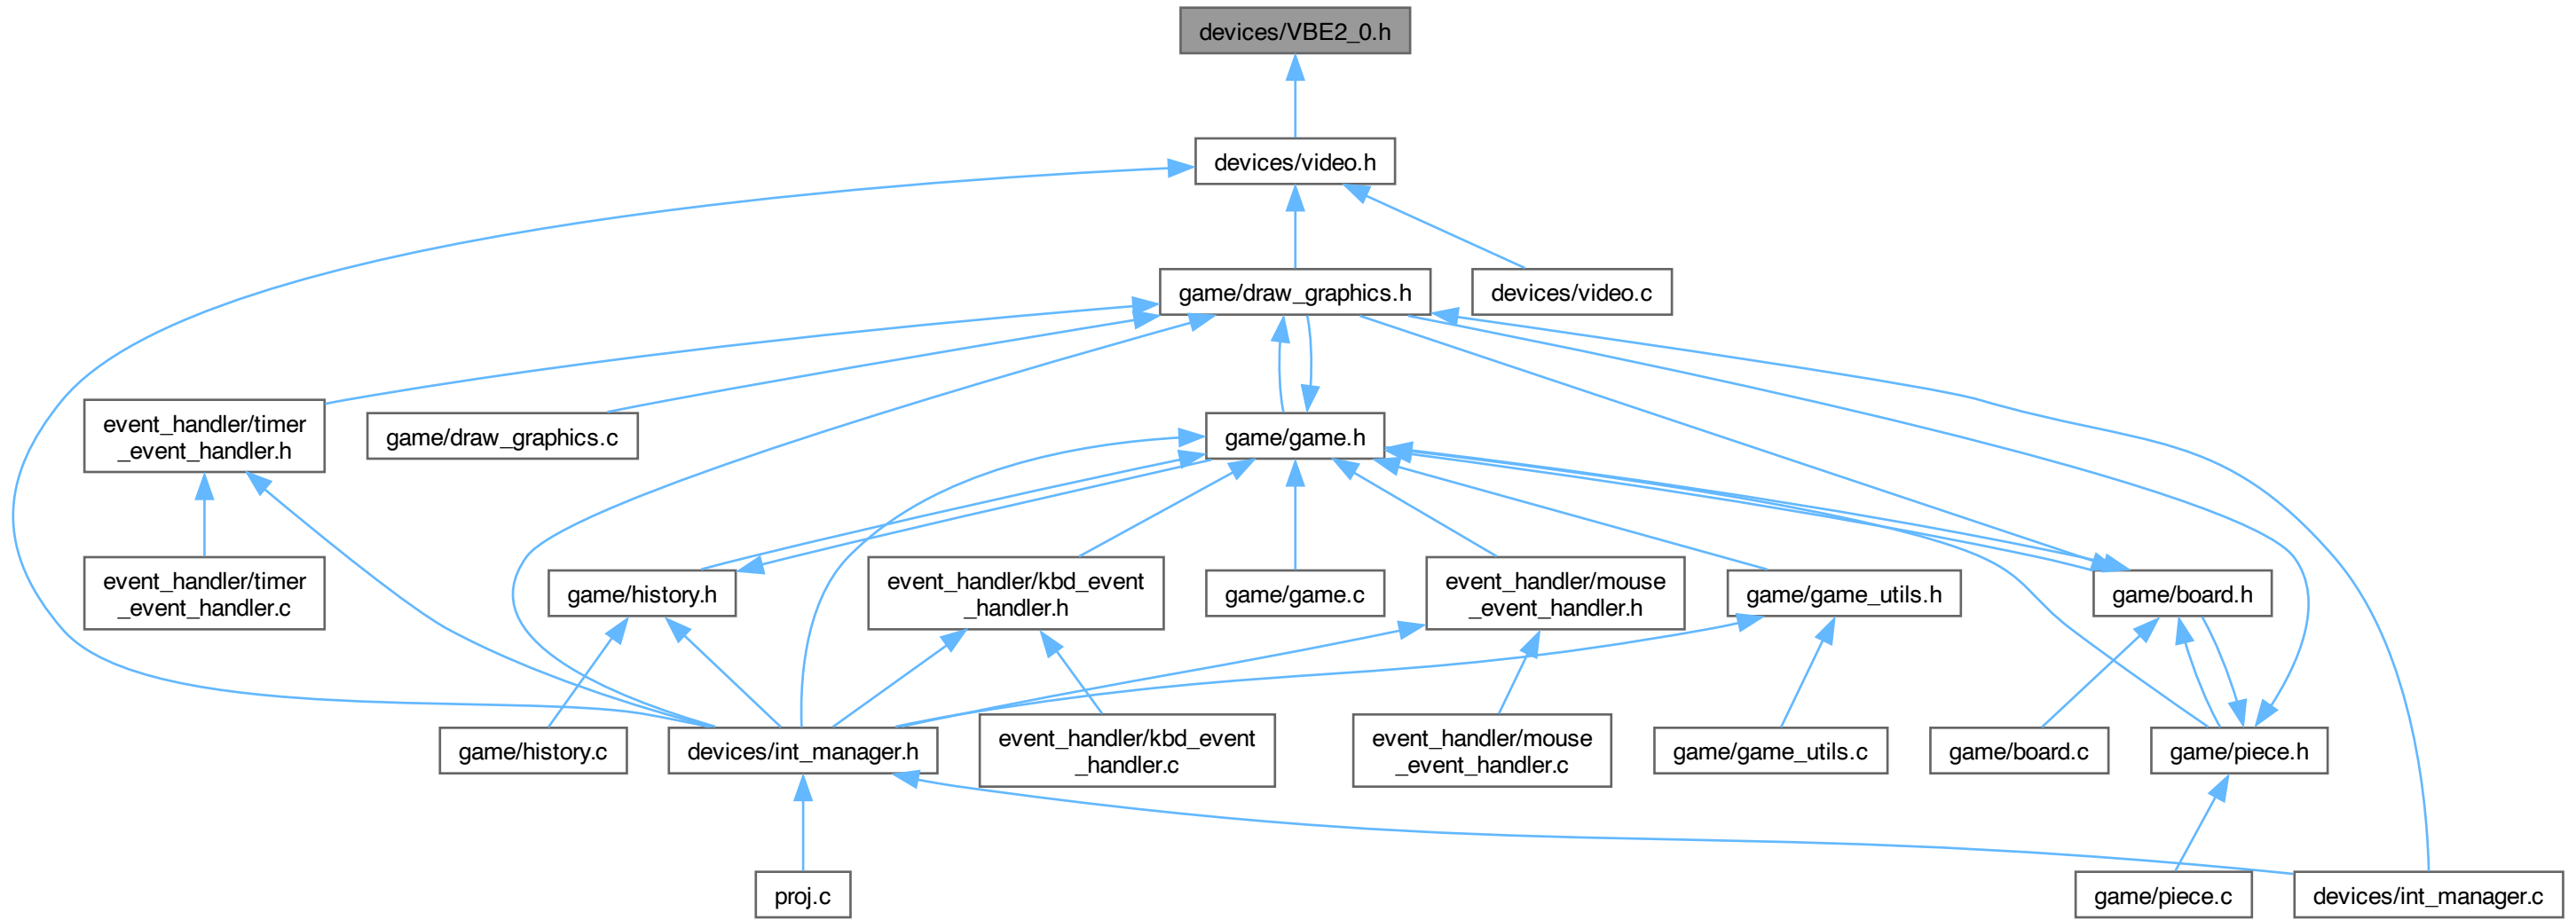 devices/VBE2_0.h
devices/video.h
game/draw_graphics.h
devices/video.c
event_handler/timer
_event_handler.h
game/draw_graphics.c
game/game.h
event_handler/timer
_event_handler.c
game/history.h
event_handler/kbd_event
_handler.h
game/game.c
event_handler/mouse
_event_handler.h
game/game_utils.h
game/board.h
game/history.c
devices/int_manager.h
event_handler/kbd_event
_handler.c
event_handler/mouse
_event_handler.c
game/game_utils.c
game/board.c
game/piece.h
proj.c
game/piece.c
devices/int_manager.c